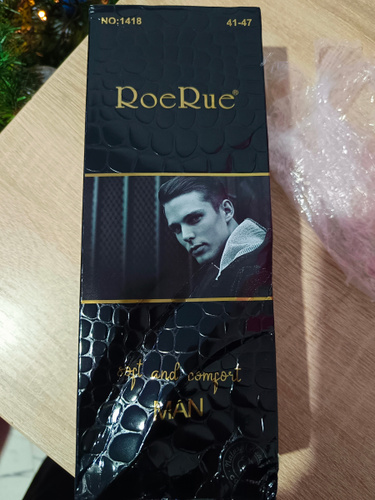 NO:1418 41-47
RoeRue®
soft and comfort
MAN